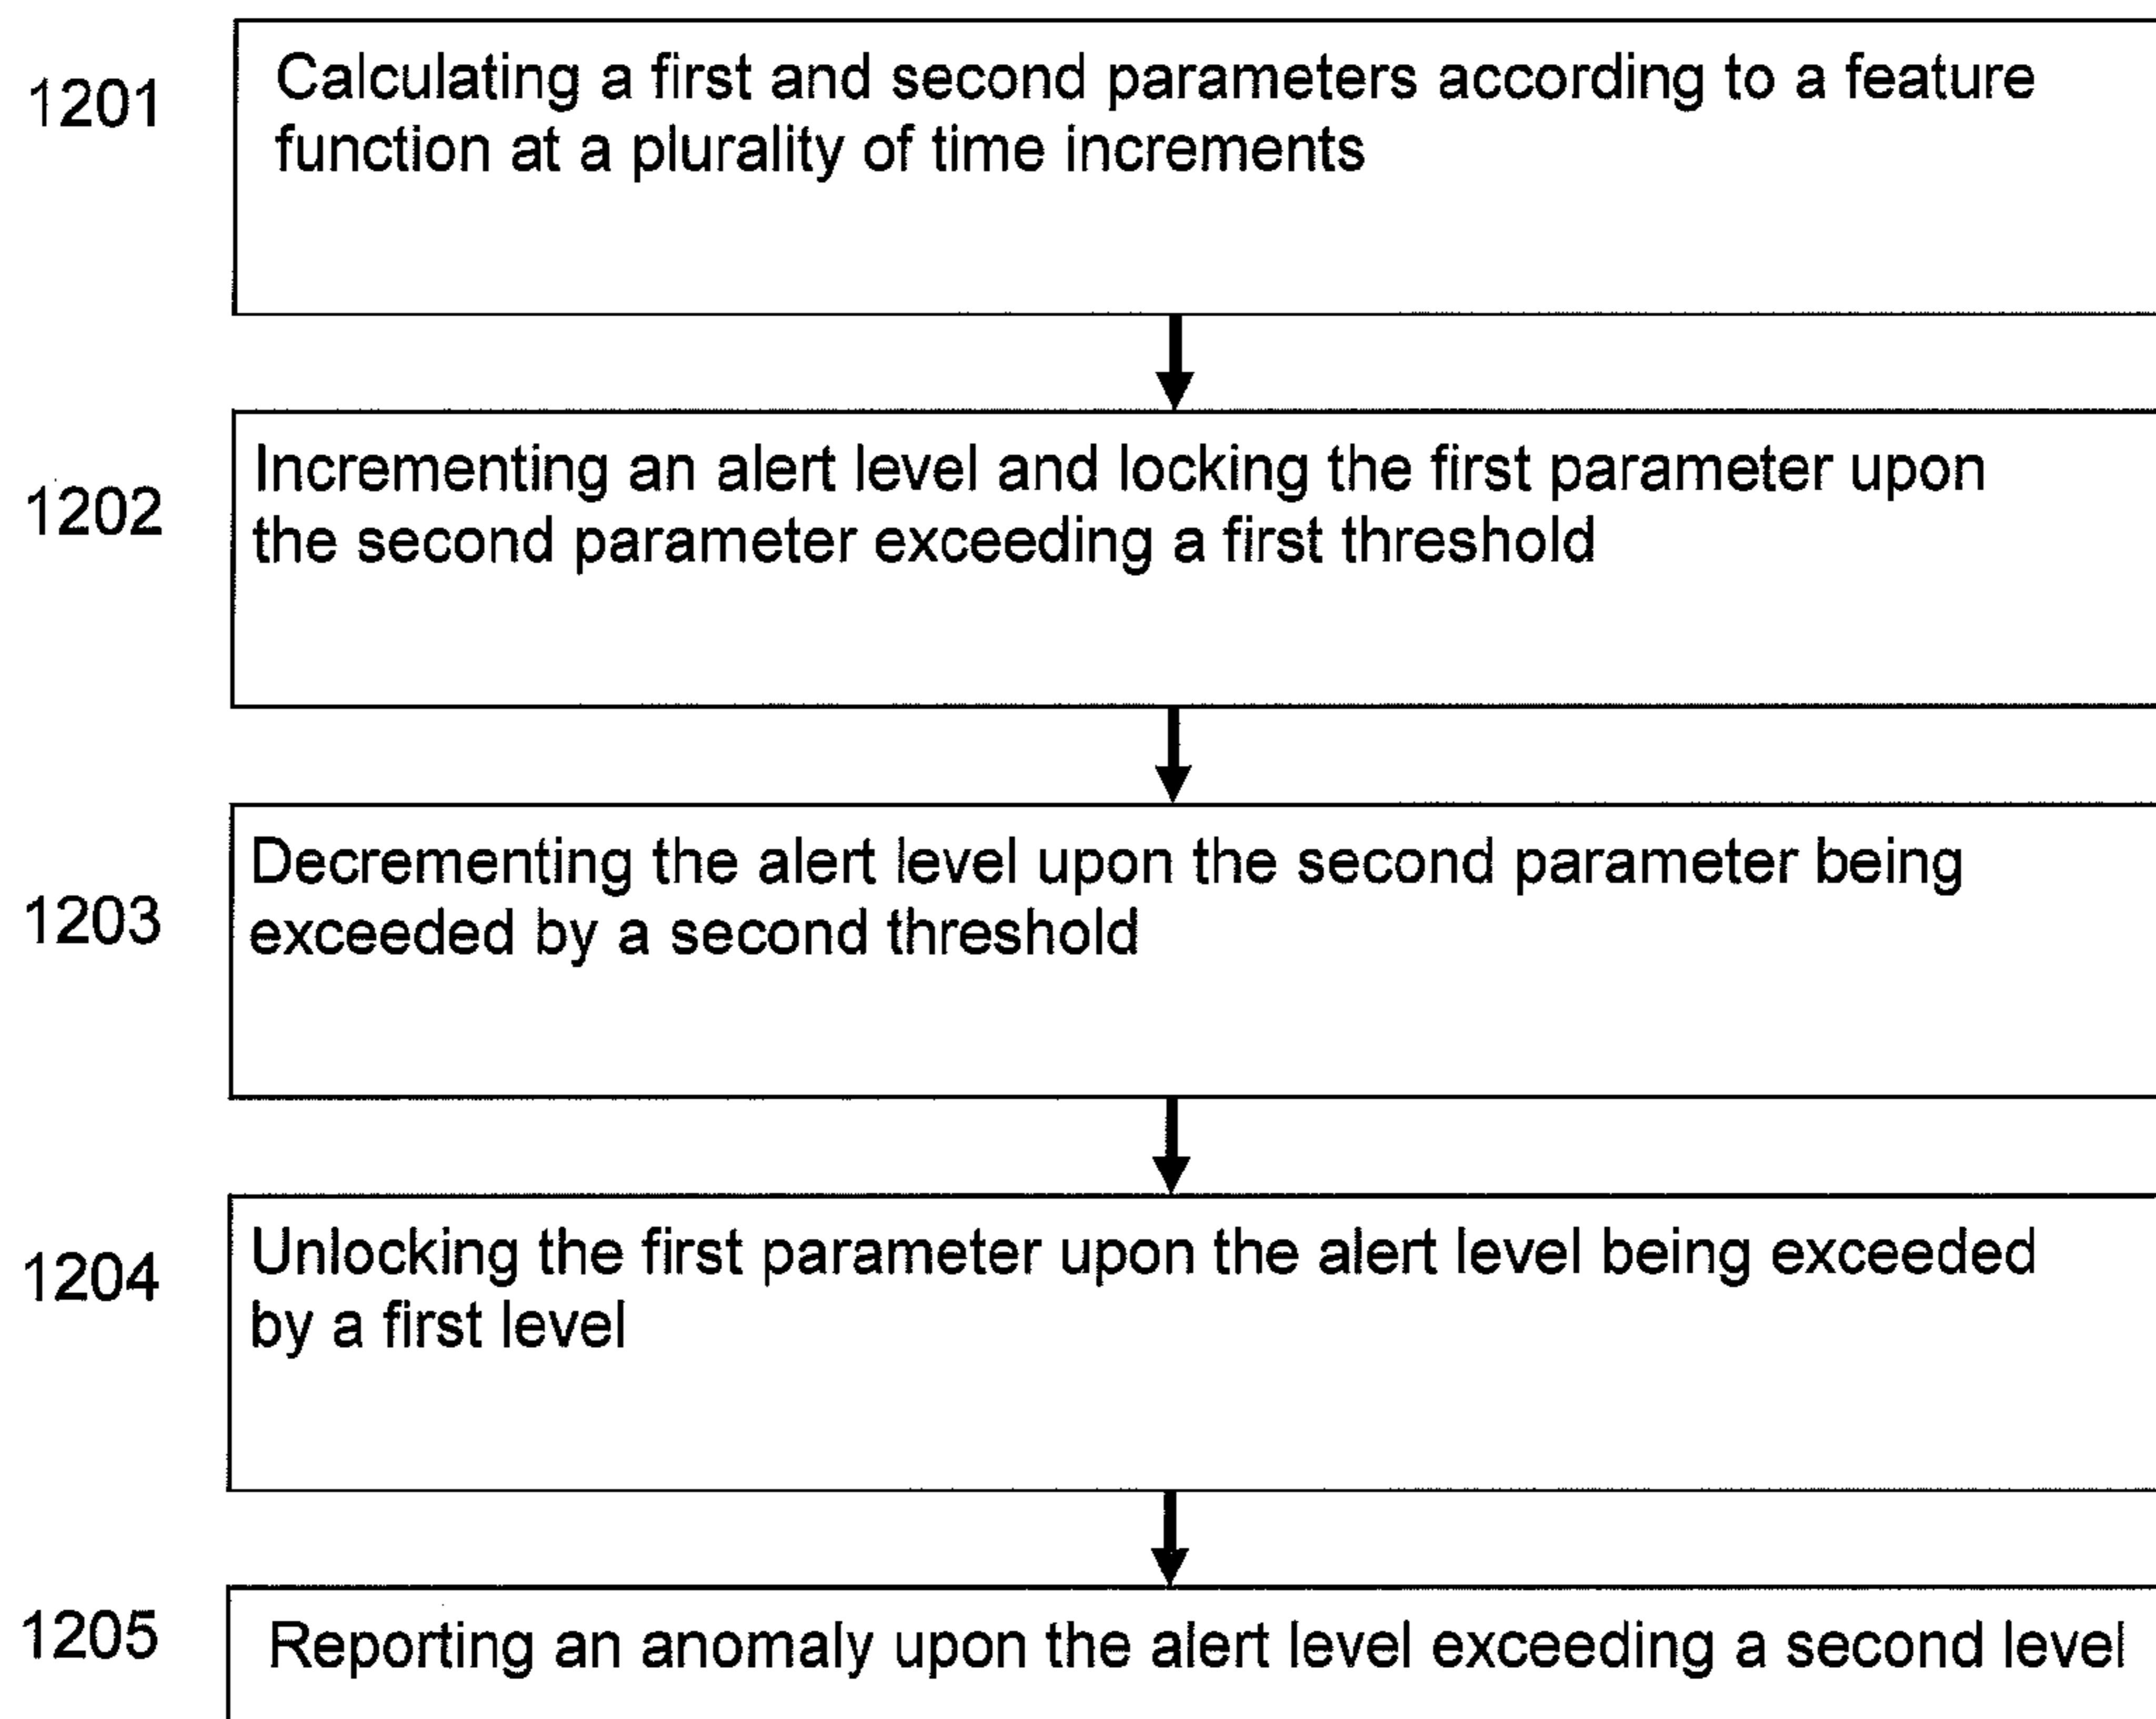 1201
Calculating a first and second parameters according to a feature
function at a plurality of time increments
1202
Incrementing an alert level and locking the first parameter upon
the second parameter exceeding a first threshold
1203
Decrementing the alert level upon the second parameter being
exceeded by a second threshold
1204
Unlocking the first parameter upon the alert level being exceeded
by a first level
1205
Reporting an anomaly upon the alert level exceeding a second level